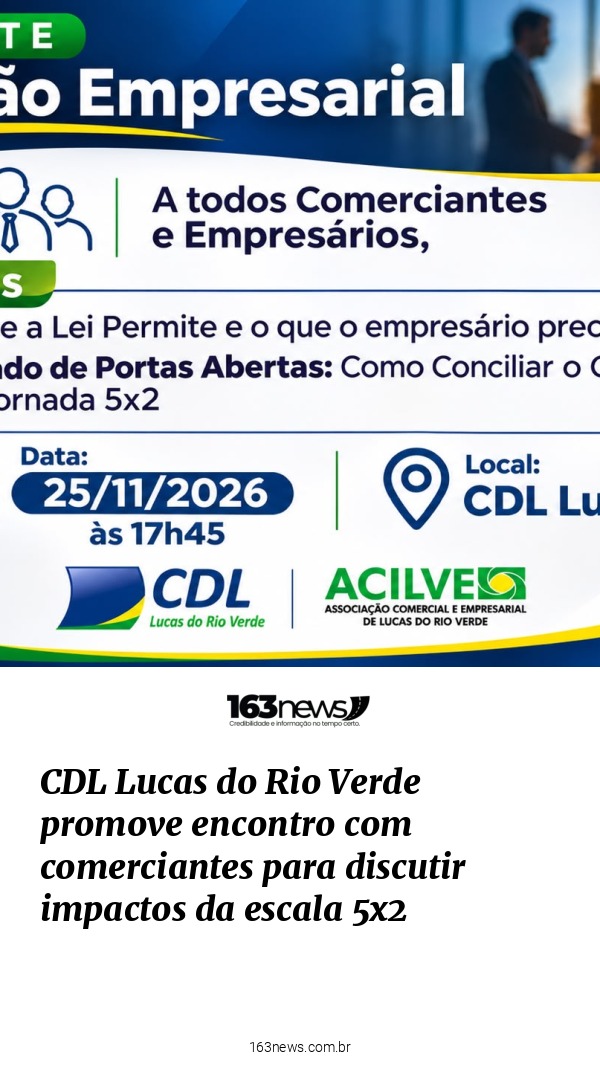 TE
ão Empresarial
A todos Comerciantes
e Empresários,
S
e a Lei Permite e o que o empresário prec
do de Portas Abertas: Como Conciliar o
ornada 5x2
Data:
25/11/2026
às 17h45
Local:
CDL Lu
CDL
Lucas do Rio Verde
ACILVE
ASSOCIAÇÃO COMERCIAL E EMPRESARIAL
DE LUCAS DO RIO VERDE
163news
Credibilidade e informação no tempo certo.
CDL Lucas do Rio Verde
promove encontro com
comerciantes para discutir
impactos da escala 5x2
163news.com.br